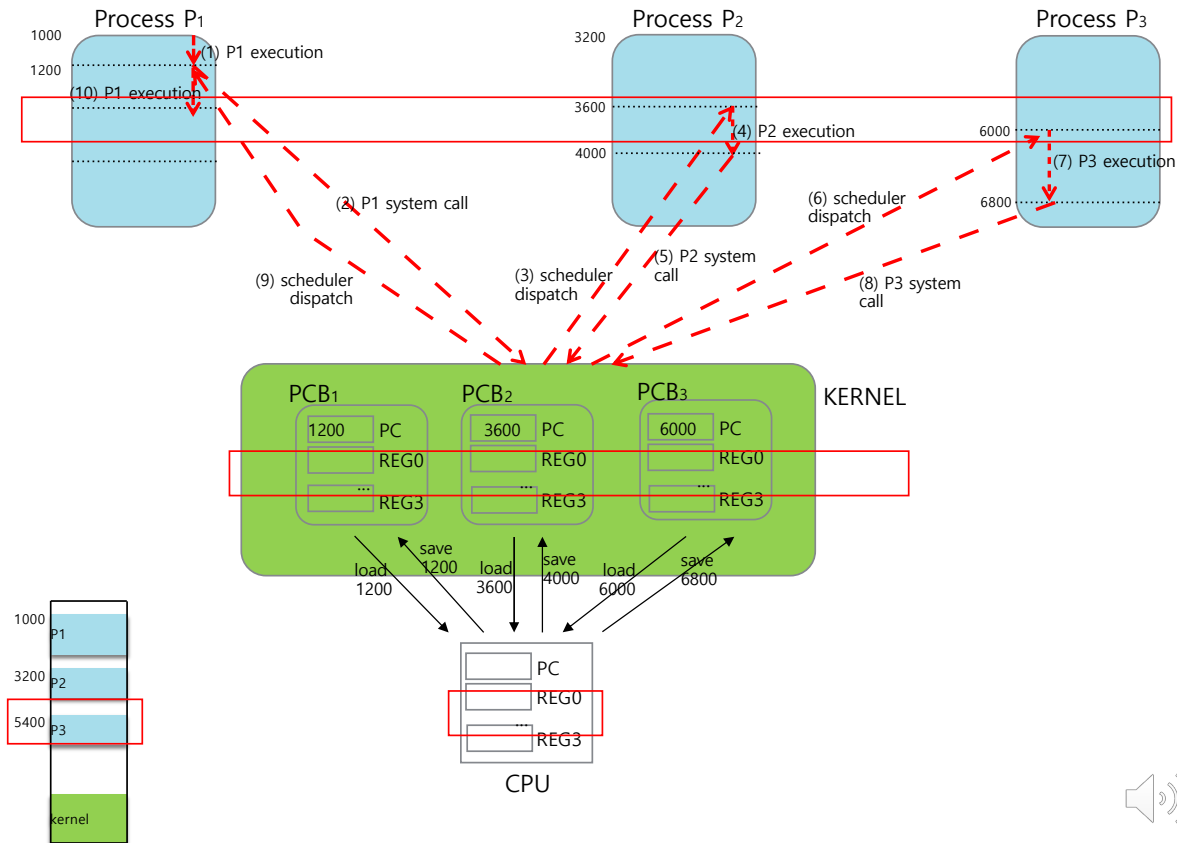 Process P1
Process P2
Process P3
1000
(1) P1 execution
1200
(10) P1 execution
3200
3600
(4) P2 execution
4000
6000
(7) P3 execution
6800
(2) P1 system call
(6) scheduler
dispatch
(5) P2 system
call
(3) scheduler
dispatch
(9) scheduler
dispatch
(8) P3 system
call
KERNEL
PCB1
1200 PC
REG0
...
REG3
PCB2
3600 PC
REG0
...
REG3
PCB3
6000 PC
REG0
...
REG3
load
1200
save
1200
load
3600
save
4000
load
6000
save
6800
PC
REG0
...
REG3
CPU
1000
P1
3200
P2
5400
P3
kernel